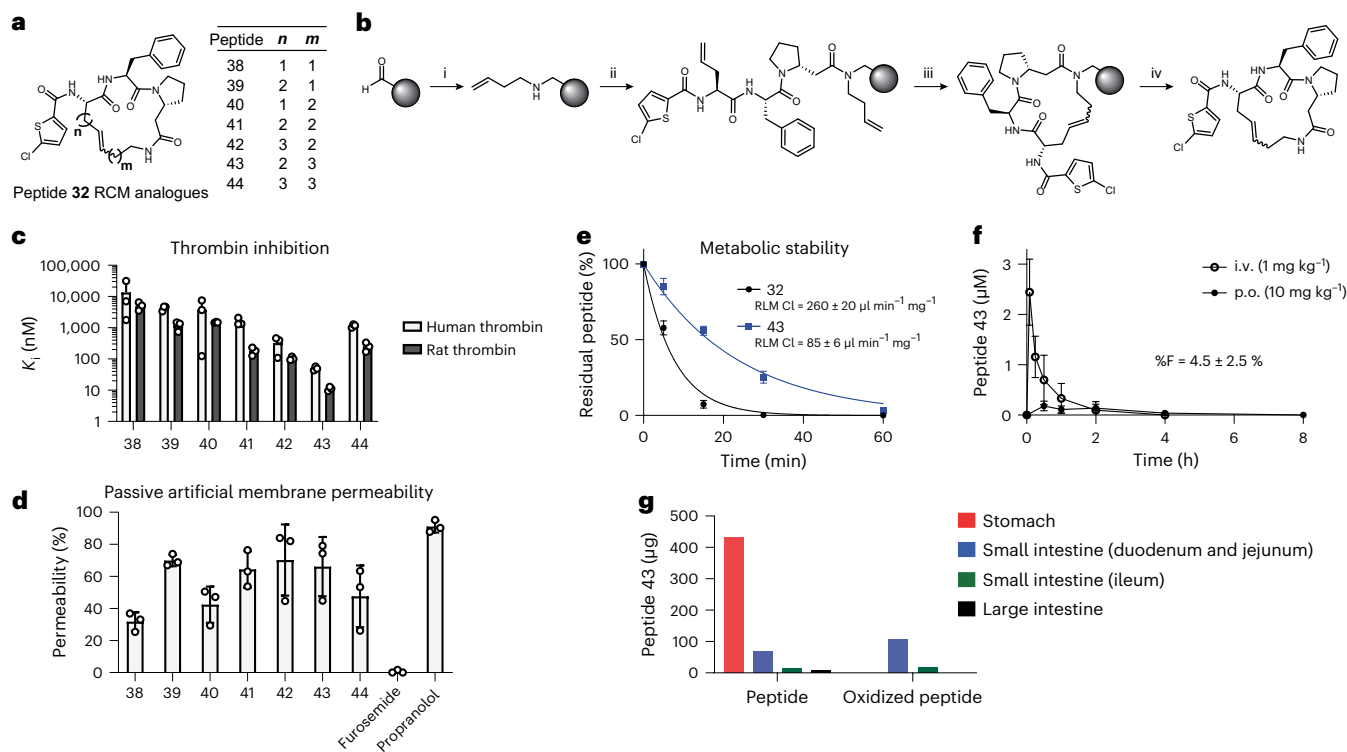 a
Peptide n m
38 1 1
39 2 1
40 1 2
41 2 2
42 3 2
43 2 3
44 3 3
HN
NH
O
O
N
O
S
Cl
n
m
NH
O
Peptide 32 RCM analogues
b
i
ii
iii
iv
c
Thrombin inhibition
Ki (nM)
100,000
10,000
1,000
100
10
1
38 39 40 41 42 43 44
Human thrombin
Rat thrombin
d
Passive artificial membrane permeability
Permeability (%)
100
80
60
40
20
0
38 39 40 41 42 43 44 Furosemide Propranolol
e
Metabolic stability
Residual peptide (%)
100
50
0
0 20 40 60
Time (min)
32
RLM Cl = 260 ± 20 µl min⁻¹ mg⁻¹
43
RLM Cl = 85 ± 6 µl min⁻¹ mg⁻¹
f
Peptide 43 (µM)
3
2
1
0
0 2 4 6 8
Time (h)
i.v. (1 mg kg⁻¹)
p.o. (10 mg kg⁻¹)
%F = 4.5 ± 2.5 %
g
Peptide 43 (µg)
500
400
300
200
100
0
Peptide Oxidized peptide
Stomach
Small intestine (duodenum and jejunum)
Small intestine (ileum)
Large intestine